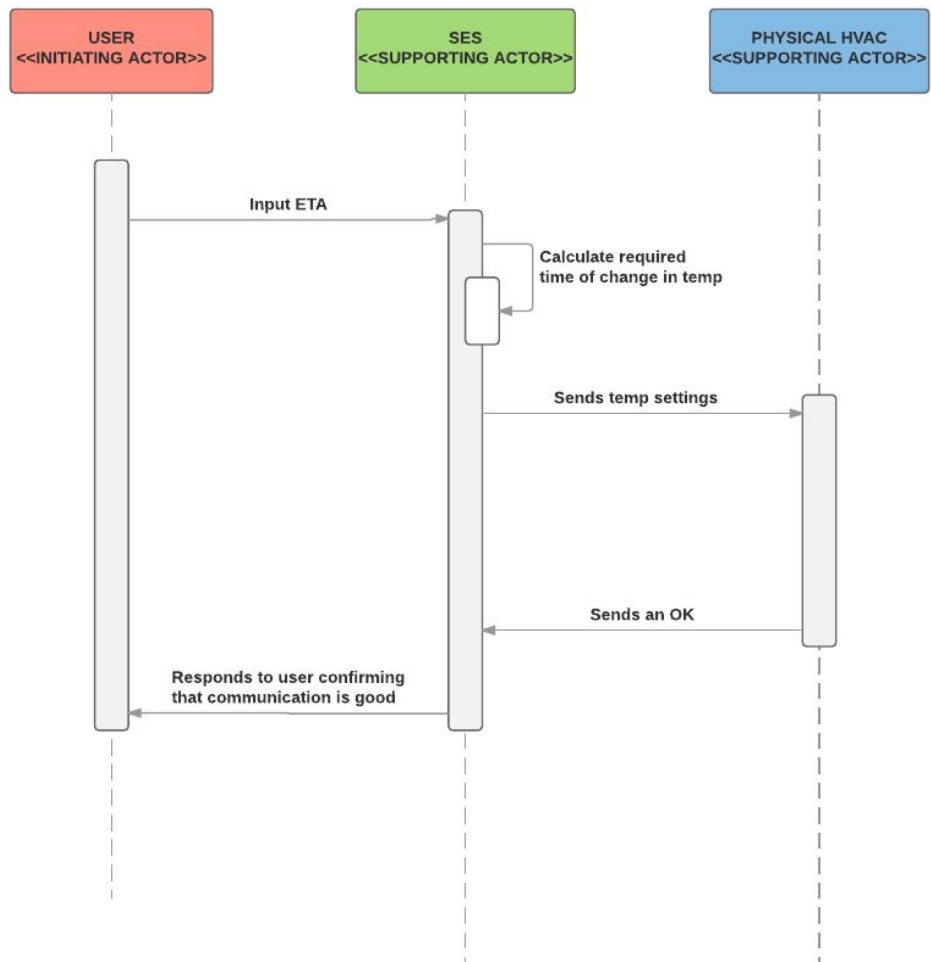 USER
<<INITIATING ACTOR>>
SES
<<SUPPORTING ACTOR>>
PHYSICAL HVAC
<<SUPPORTING ACTOR>>
Input ETA
Calculate required
time of change in temp
Sends temp settings
Sends an OK
Responds to user confirming
that communication is good